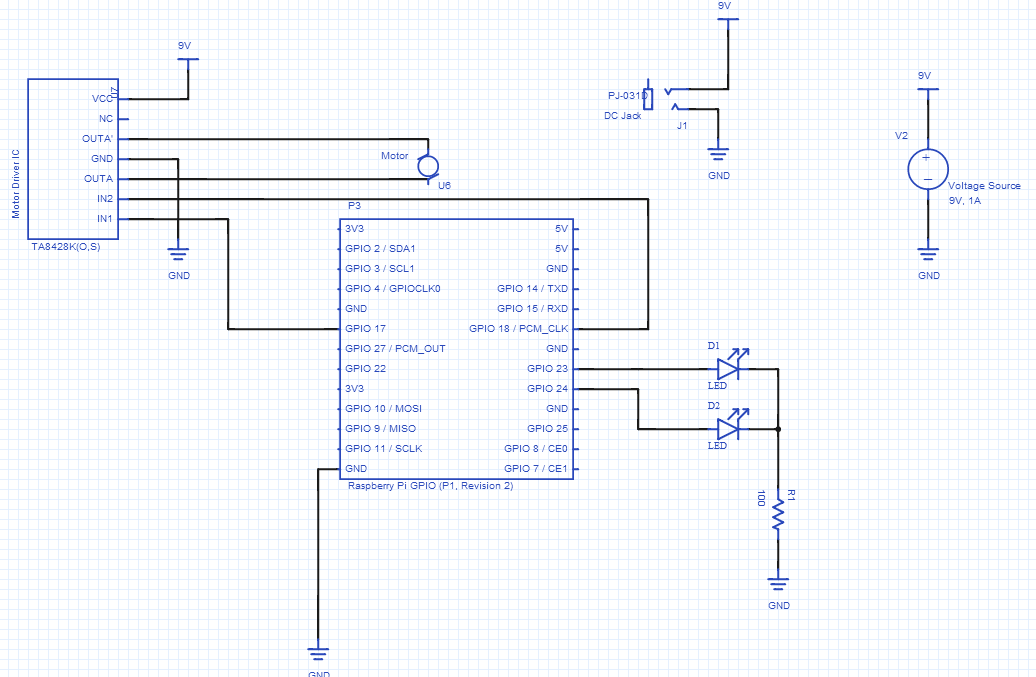 9V
9V
9V
VCC
U7
NC
OUTA'
GND
OUTA
IN2
IN1
Motor Driver IC
TA8428K(O,S)
GND
Motor
U6
PJ-031D
DC Jack
J1
GND
V2
Voltage Source
9V, 1A
GND
P3
3V3
5V
GPIO 2 / SDA1
5V
GPIO 3 / SCL1
GND
GPIO 4 / GPIOCLK0
GPIO 14 / TXD
GND
GPIO 15 / RXD
GPIO 17
GPIO 18 / PCM_CLK
GPIO 27 / PCM_OUT
GND
GPIO 22
GPIO 23
3V3
GPIO 24
GPIO 10 / MOSI
GND
GPIO 9 / MISO
GPIO 25
GPIO 11 / SCLK
GPIO 8 / CE0
GND
GPIO 7 / CE1
Raspberry Pi GPIO (P1, Revision 2)
D1
LED
D2
LED
R1
100
GND
GND